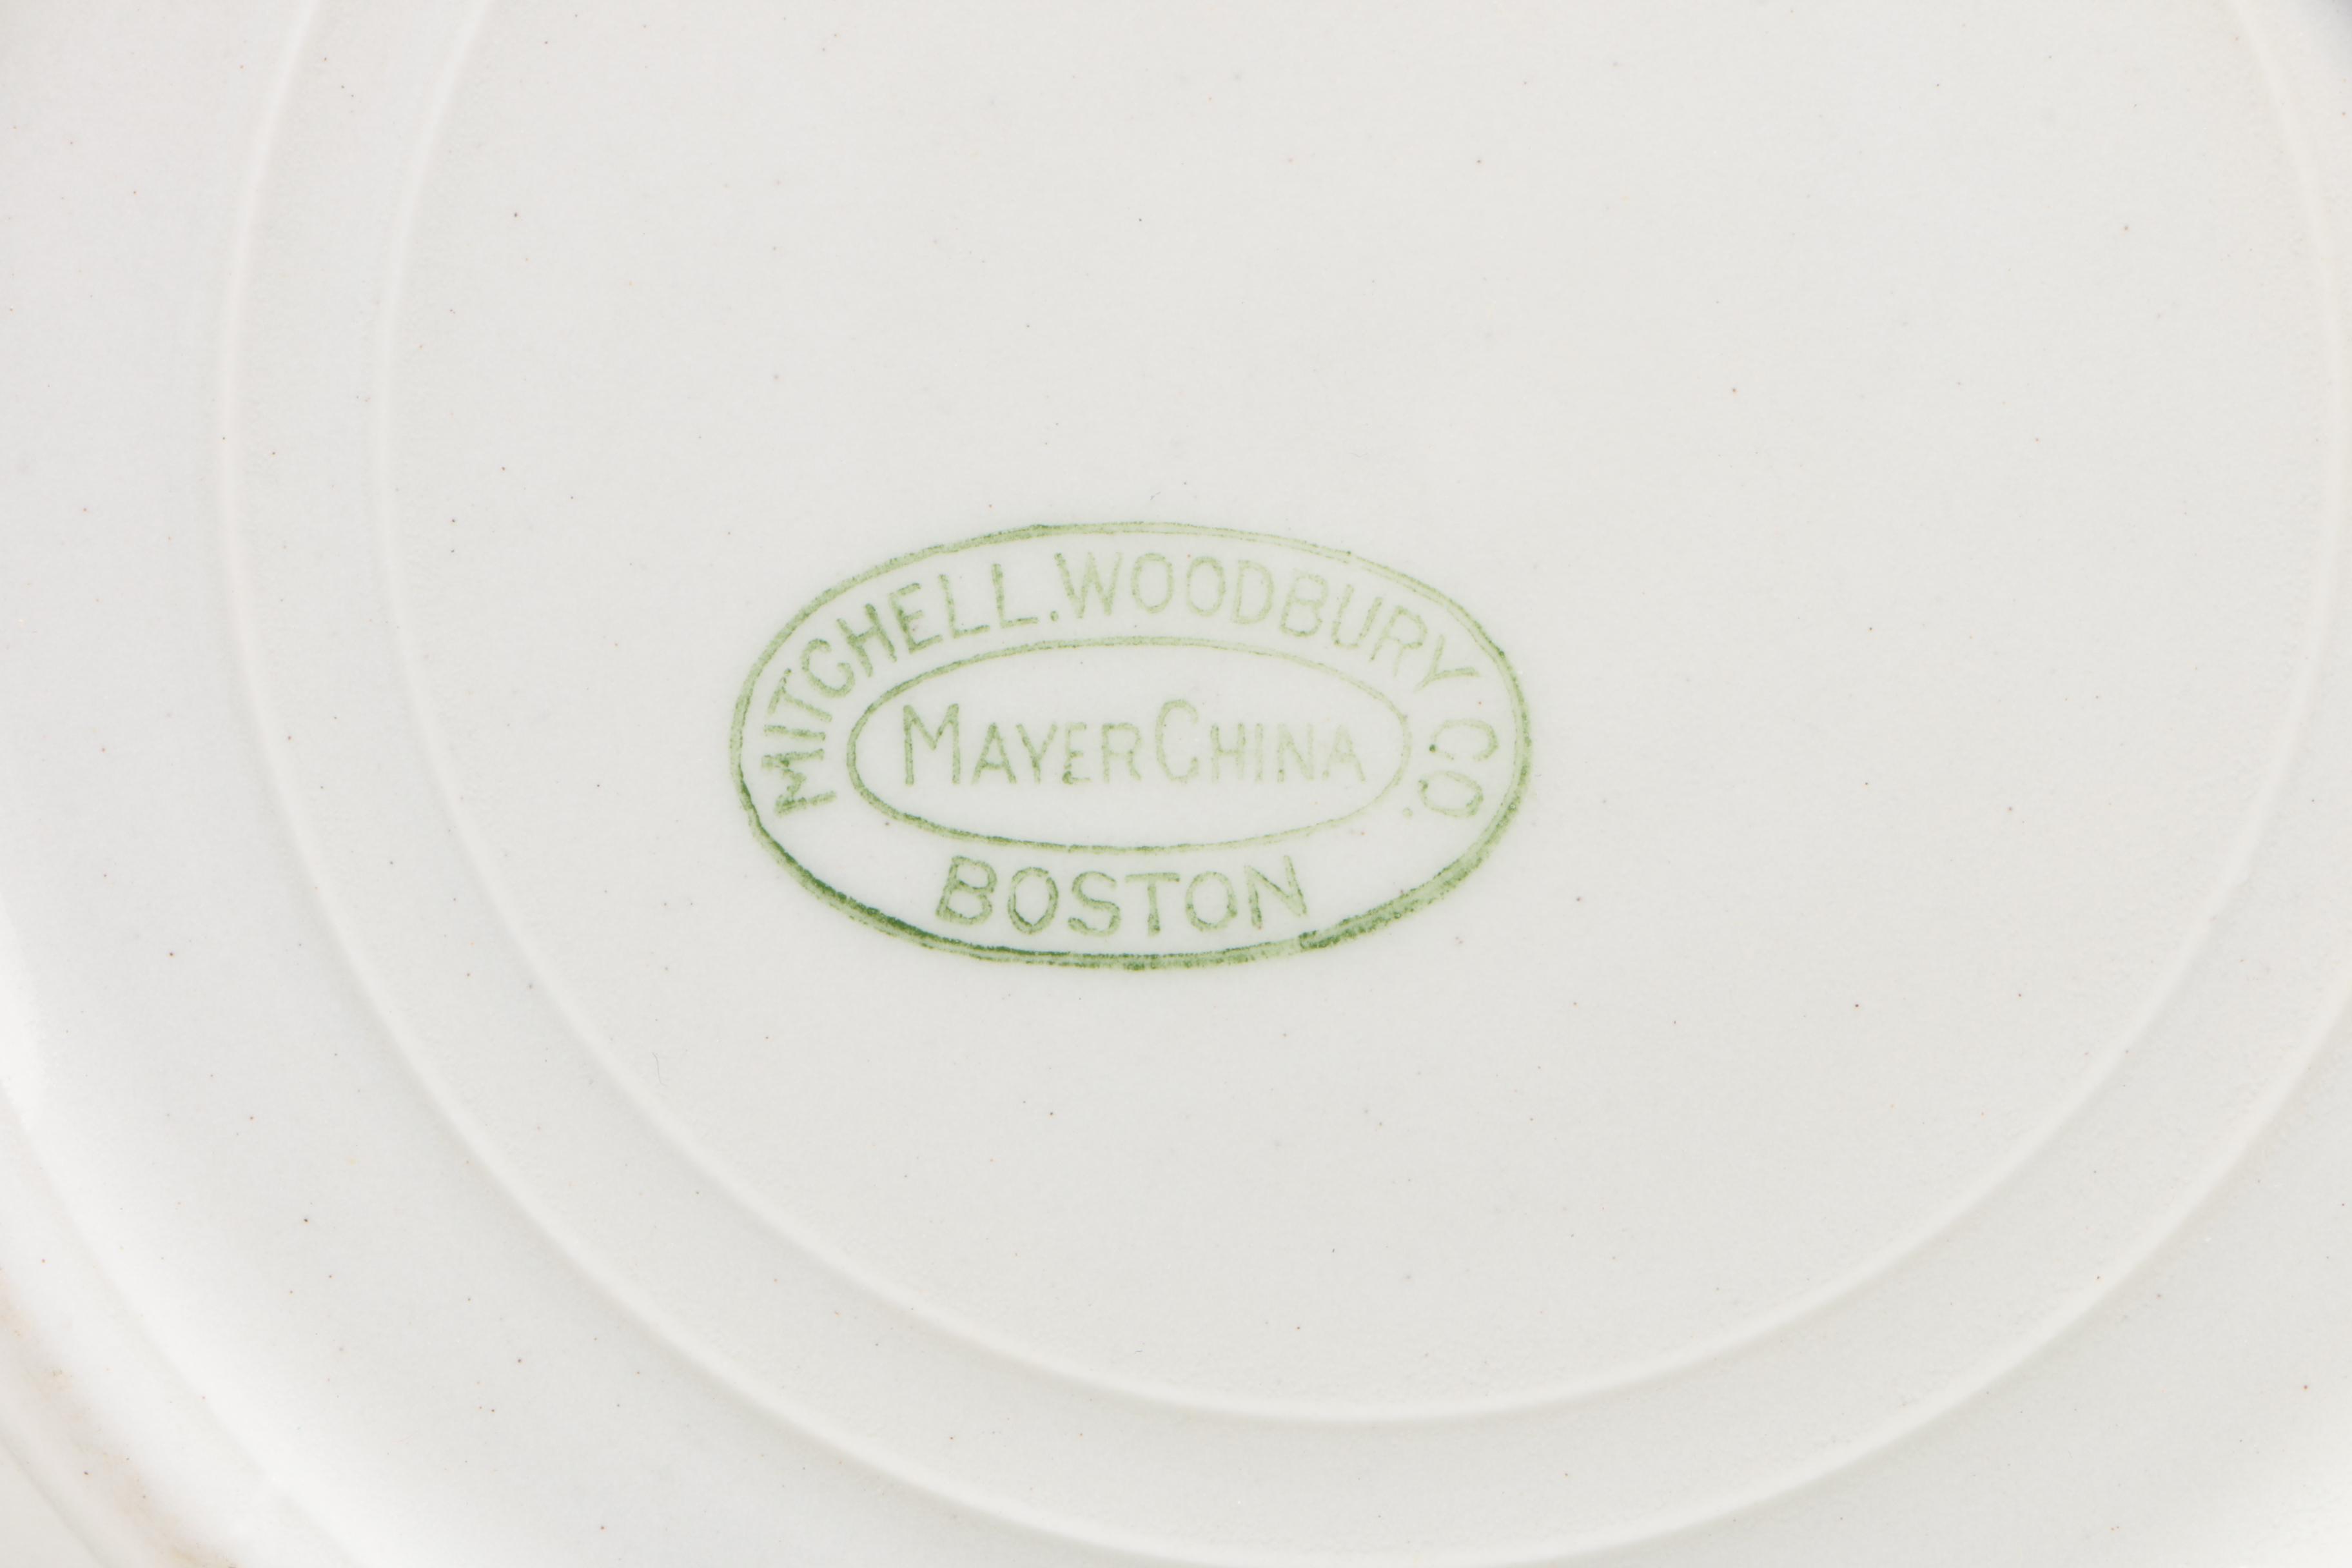 MITCHELL. WOODBURY CO.
MAYER CHINA
BOSTON